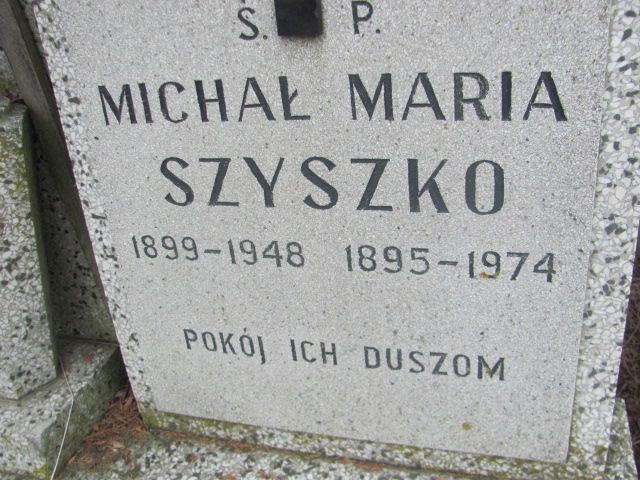 Ś. P.
MICHAŁ MARIA
SZYSZKO
1899-1948 1895-1974
POKÓJ ICH DUSZOM